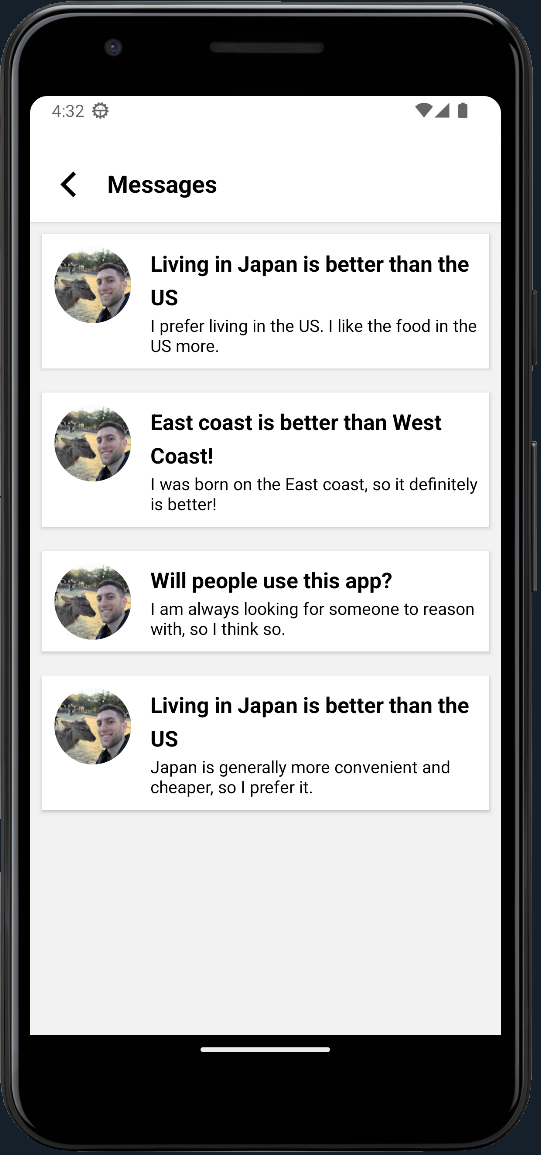 4:32
Messages
Living in Japan is better than the
US
I prefer living in the US. I like the food in the
US more.
East coast is better than West
Coast!
I was born on the East coast, so it definitely
is better!
Will people use this app?
I am always looking for someone to reason
with, so I think so.
Living in Japan is better than the
US
Japan is generally more convenient and
cheaper, so I prefer it.